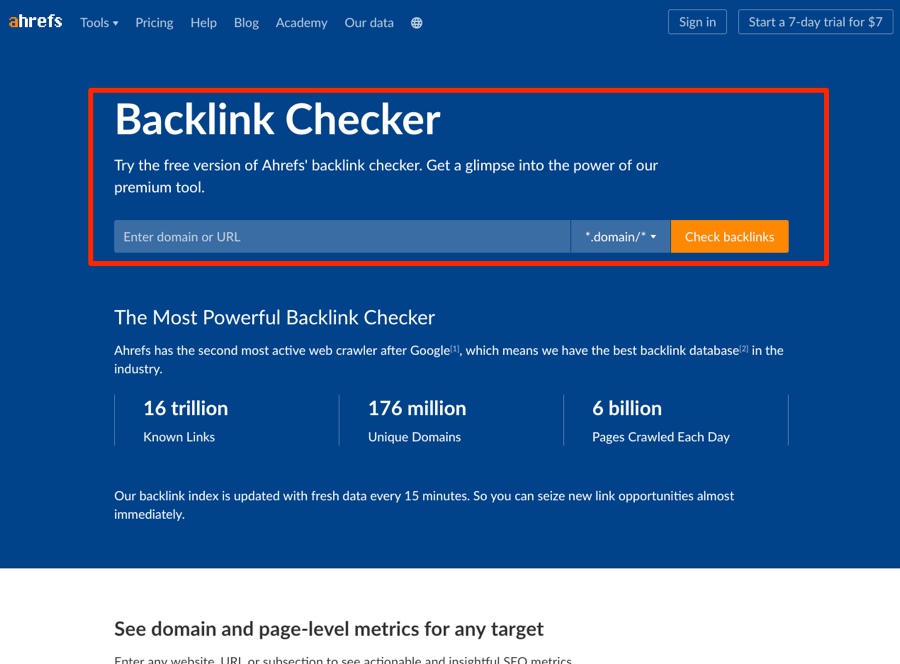 ahrefs Tools Pricing Help Blog Academy Our data Sign in Start a 7-day trial for $7
Backlink Checker
Try the free version of Ahrefs' backlink checker. Get a glimpse into the power of our
premium tool.
Enter domain or URL *.domain/* Check backlinks
The Most Powerful Backlink Checker
Ahrefs has the second most active web crawler after Google[1], which means we have the best backlink database[2] in the
industry.
16 trillion 176 million 6 billion
Known Links Unique Domains Pages Crawled Each Day
Our backlink index is updated with fresh data every 15 minutes. So you can seize new link opportunities almost
immediately.
See domain and page-level metrics for any target
Enter any website, URL or subsection to see actionable and insightful SEO metrics.